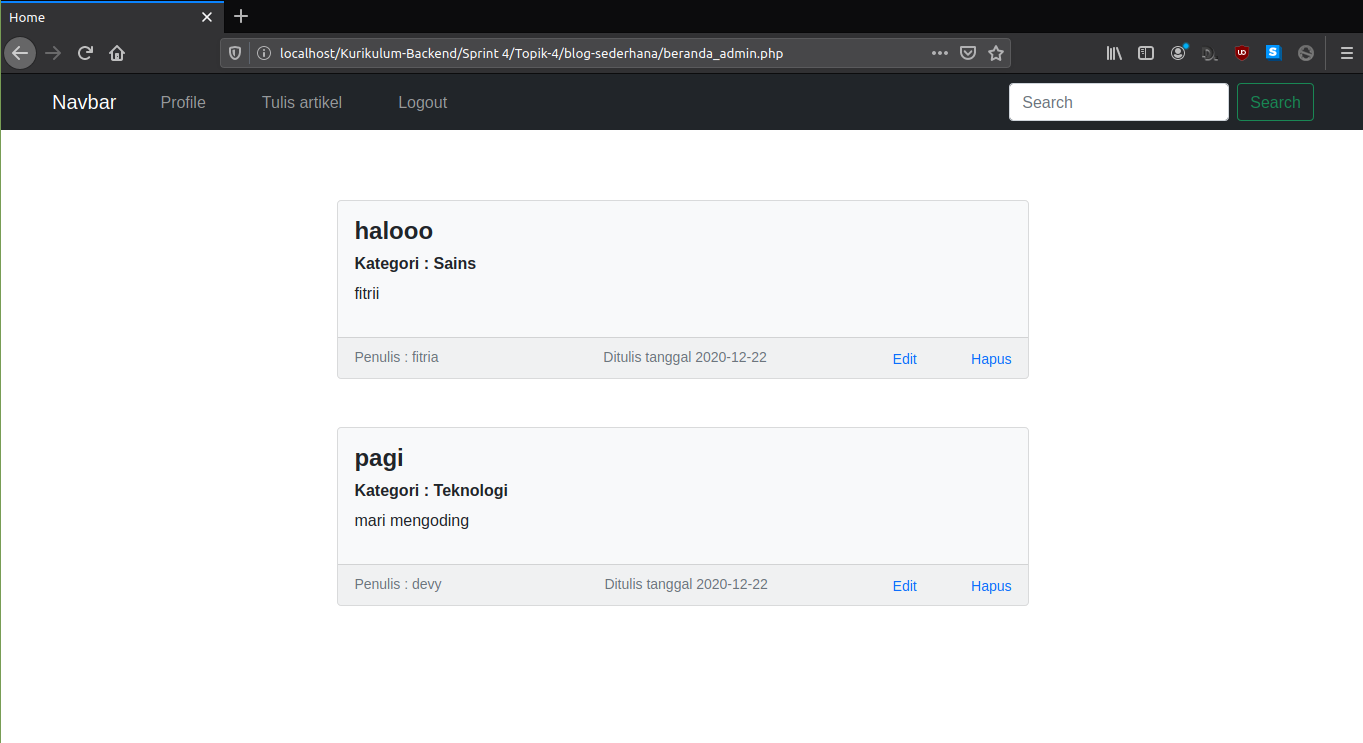 Home
localhost/Kurikulum-Backend/Sprint 4/Topik-4/blog-sederhana/beranda_admin.php
Navbar Profile Tulis artikel Logout Search Search
halooo
Kategori : Sains
fitrii
Penulis : fitria Ditulis tanggal 2020-12-22 Edit Hapus
pagi
Kategori : Teknologi
mari mengoding
Penulis : devy Ditulis tanggal 2020-12-22 Edit Hapus